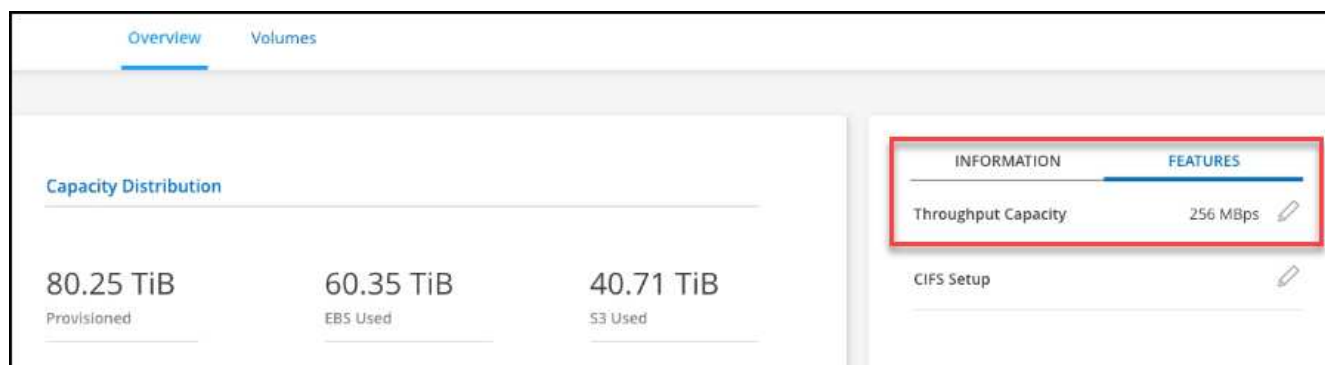 Overview Volumes
Capacity Distribution
80.25 TiB 60.35 TiB 40.71 TiB
Provisioned EBS Used S3 Used
INFORMATION FEATURES
Throughput Capacity 256 MBps
CIFS Setup